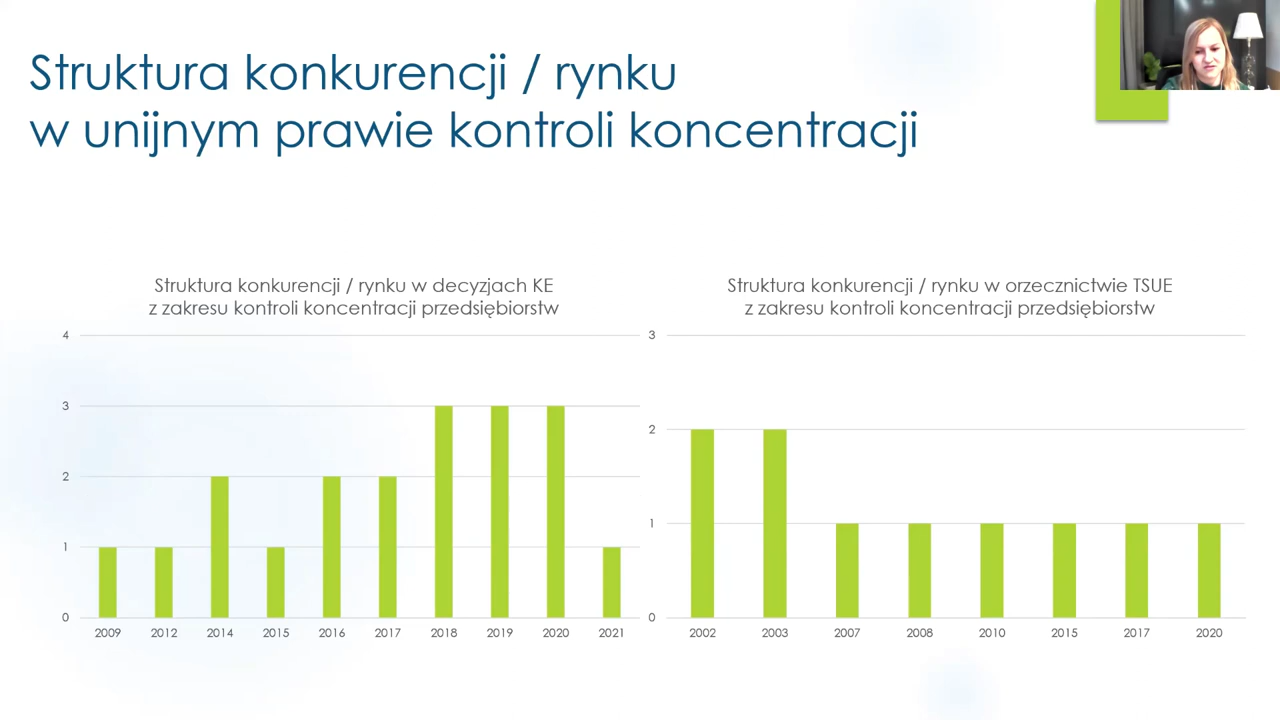 Struktura konkurencji / rynku
w unijnym prawie kontroli koncentracji
Struktura konkurencji / rynku w decyzjach KE
z zakresu kontroli koncentracji przedsiębiorstw
4
3
2
1
0
2009 2012 2014 2015 2016 2017 2018 2019 2020 2021
Struktura konkurencji / rynku w orzecznictwie TSUE
z zakresu kontroli koncentracji przedsiębiorstw
3
2
1
0
2002 2003 2007 2008 2010 2015 2017 2020